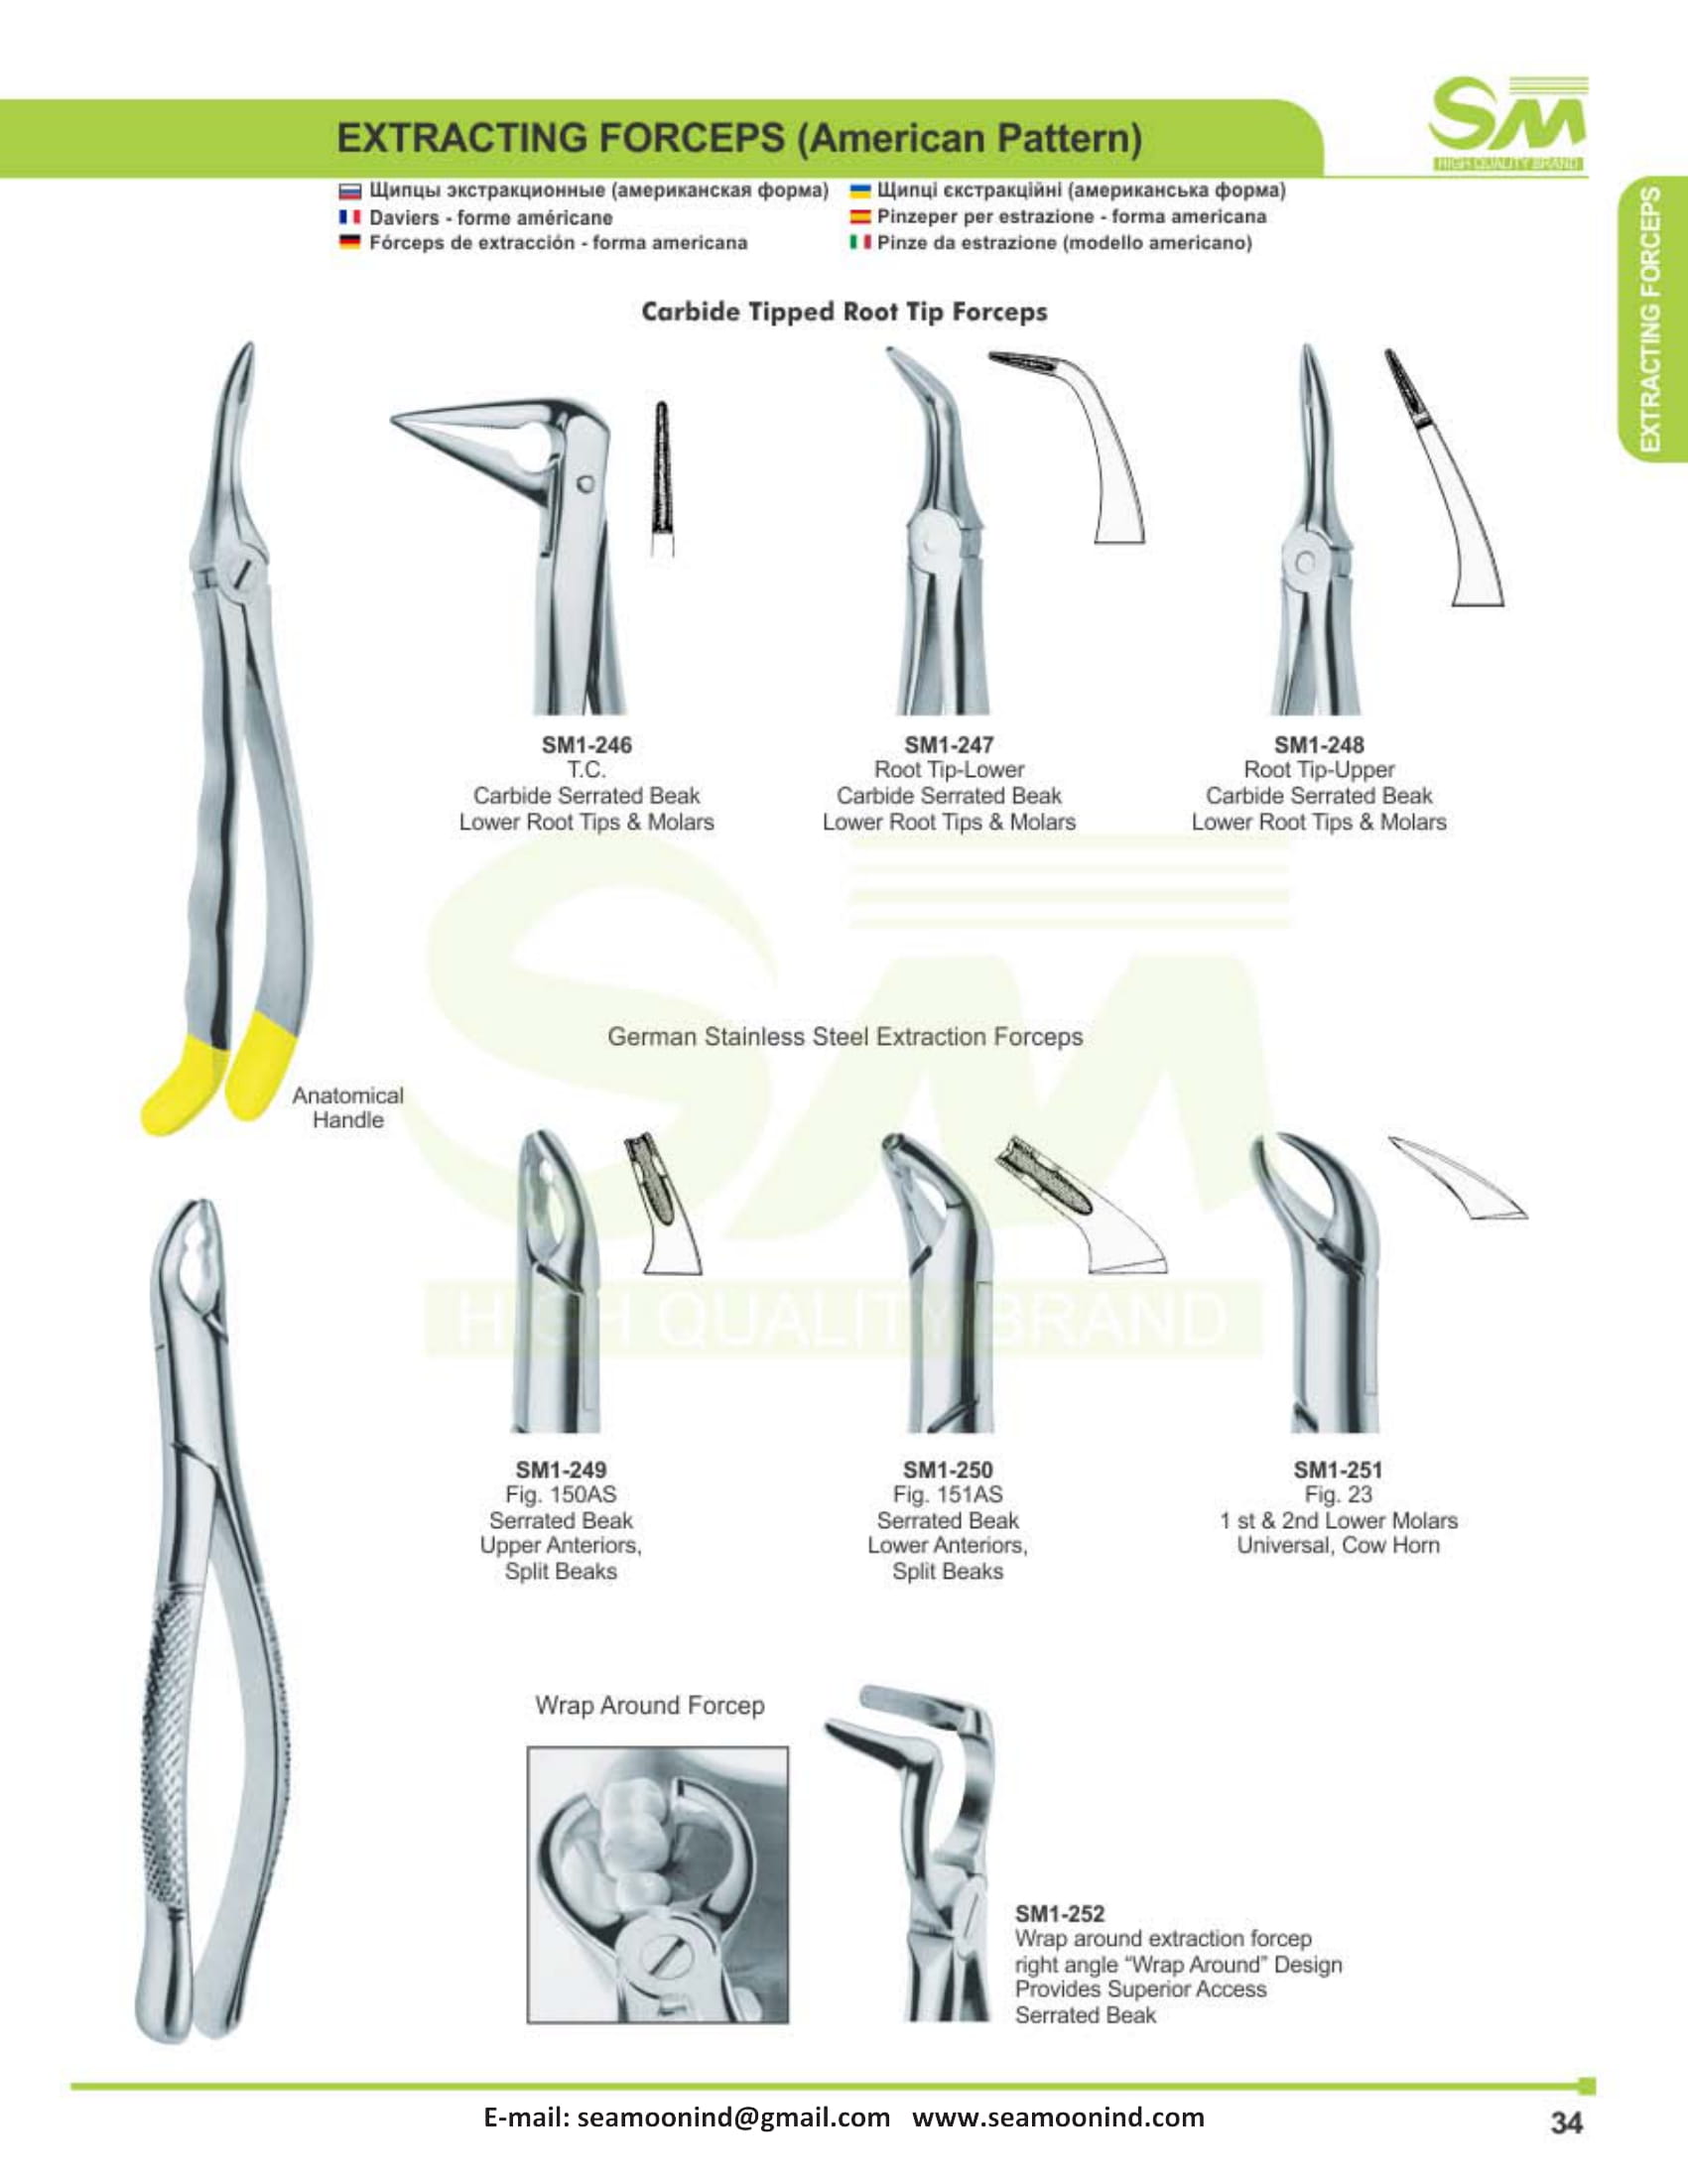 SM
HIGH QUALITY BRAND
EXTRACTING FORCEPS (American Pattern)
Щипцы экстракционные (американская форма)
Щипці єкстракційні (американська форма)
Daviers - forme américane
Pinzeper per estrazione - forma americana
Fórceps de extracción - forma americana
Pinze da estrazione (modello americano)
EXTRACTING FORCEPS
Carbide Tipped Root Tip Forceps
SM1-246
T.C.
Carbide Serrated Beak
Lower Root Tips & Molars
SM1-247
Root Tip-Lower
Carbide Serrated Beak
Lower Root Tips & Molars
SM1-248
Root Tip-Upper
Carbide Serrated Beak
Lower Root Tips & Molars
SM
HIGH QUALITY BRAND
German Stainless Steel Extraction Forceps
Anatomical
Handle
SM1-249
Fig. 150AS
Serrated Beak
Upper Anteriors,
Split Beaks
SM1-250
Fig. 151AS
Serrated Beak
Lower Anteriors,
Split Beaks
SM1-251
Fig. 23
1 st & 2nd Lower Molars
Universal, Cow Horn
Wrap Around Forcep
SM1-252
Wrap around extraction forcep
right angle “Wrap Around” Design
Provides Superior Access
Serrated Beak
E-mail: seamoonind@gmail.com www.seamoonind.com
34